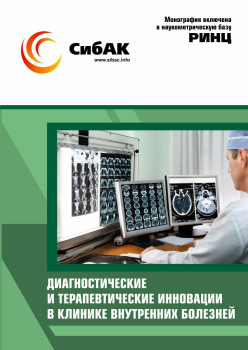 Монография включена
в наукометрическую базу
РИНЦ
СибАК
www.sibac.info
ДИАГНОСТИЧЕСКИЕ
И ТЕРАПЕВТИЧЕСКИЕ ИННОВАЦИИ
В КЛИНИКЕ ВНУТРЕННИХ БОЛЕЗНЕЙ